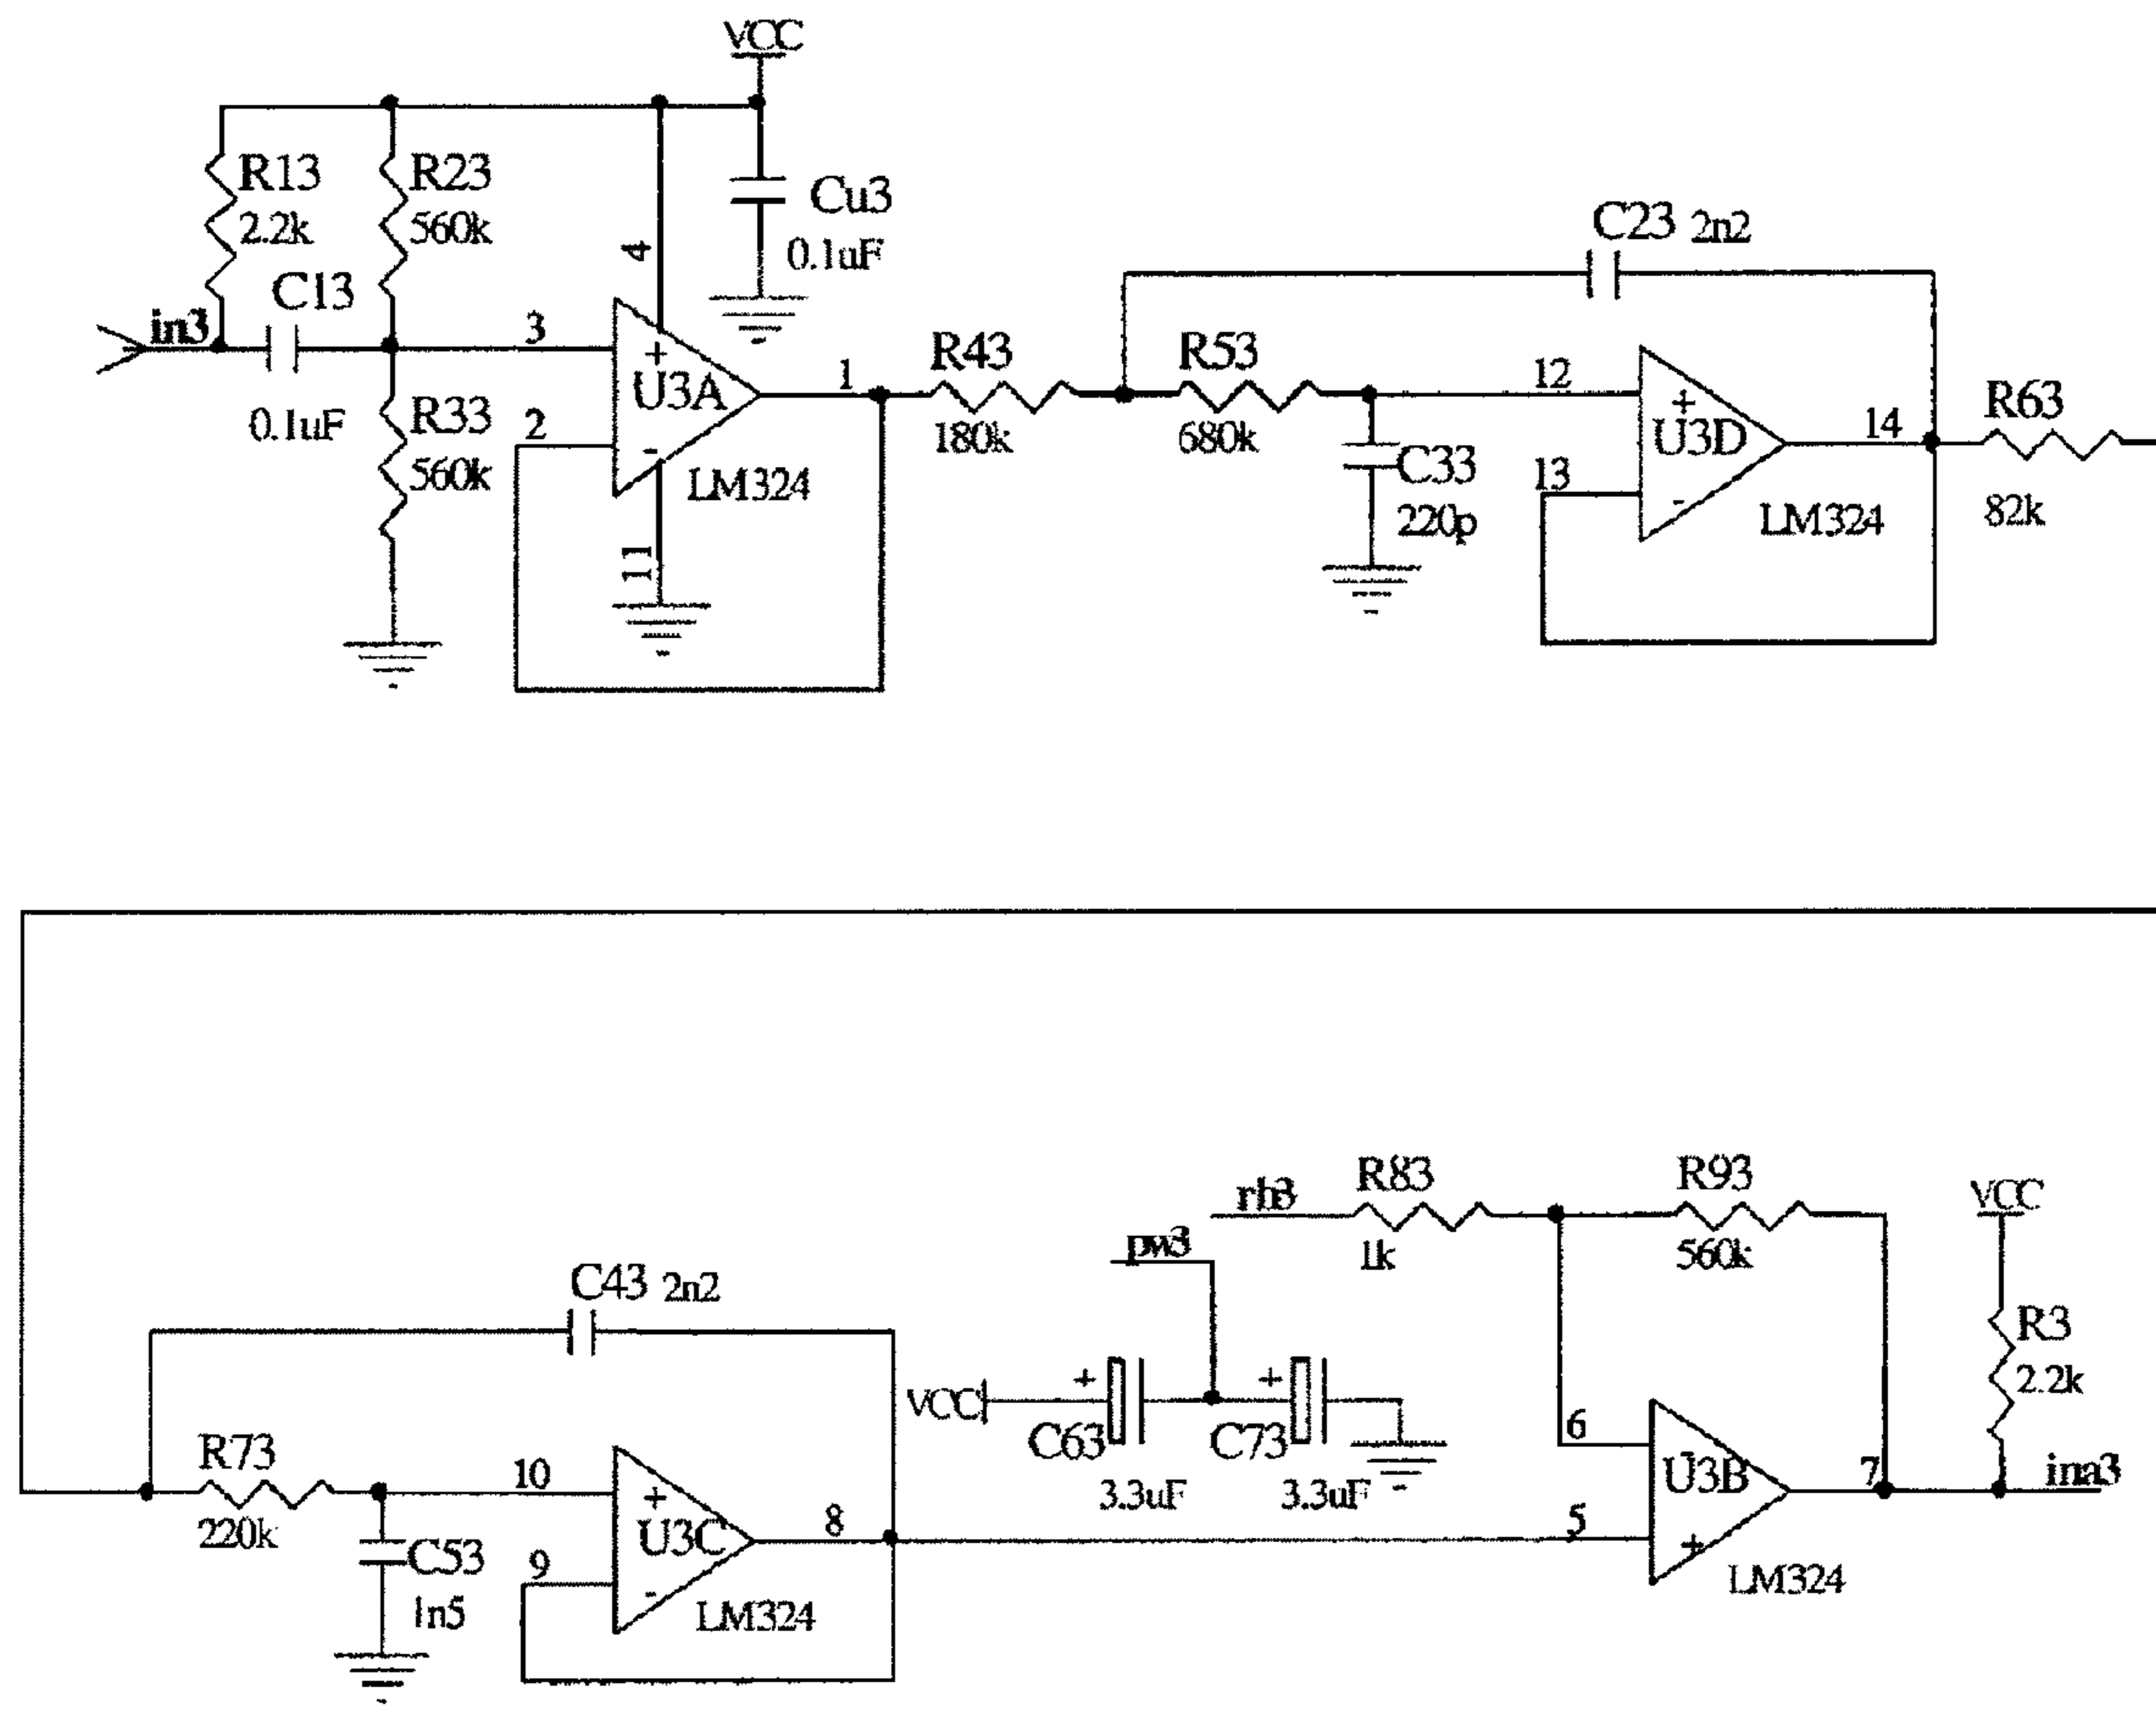 VCC
R13
2.2k
R23
560k
Cu3
0.1uF
4
in3
C13
0.1uF
3
+
U3A
-
2
1
LM324
11
R33
560k
R43
180k
R53
680k
C23 2n2
12
+
U3D
-
13
14
LM324
C33
220p
R63
82k
rh3
R83
1k
R93
560k
VCC
pw3
R3
2.2k
C43 2n2
VCC
+
C63
3.3uF
+
C73
3.3uF
6
-
U3B
+
5
7
ina3
LM324
R73
220k
10
+
U3C
-
9
8
LM324
C53
1n5